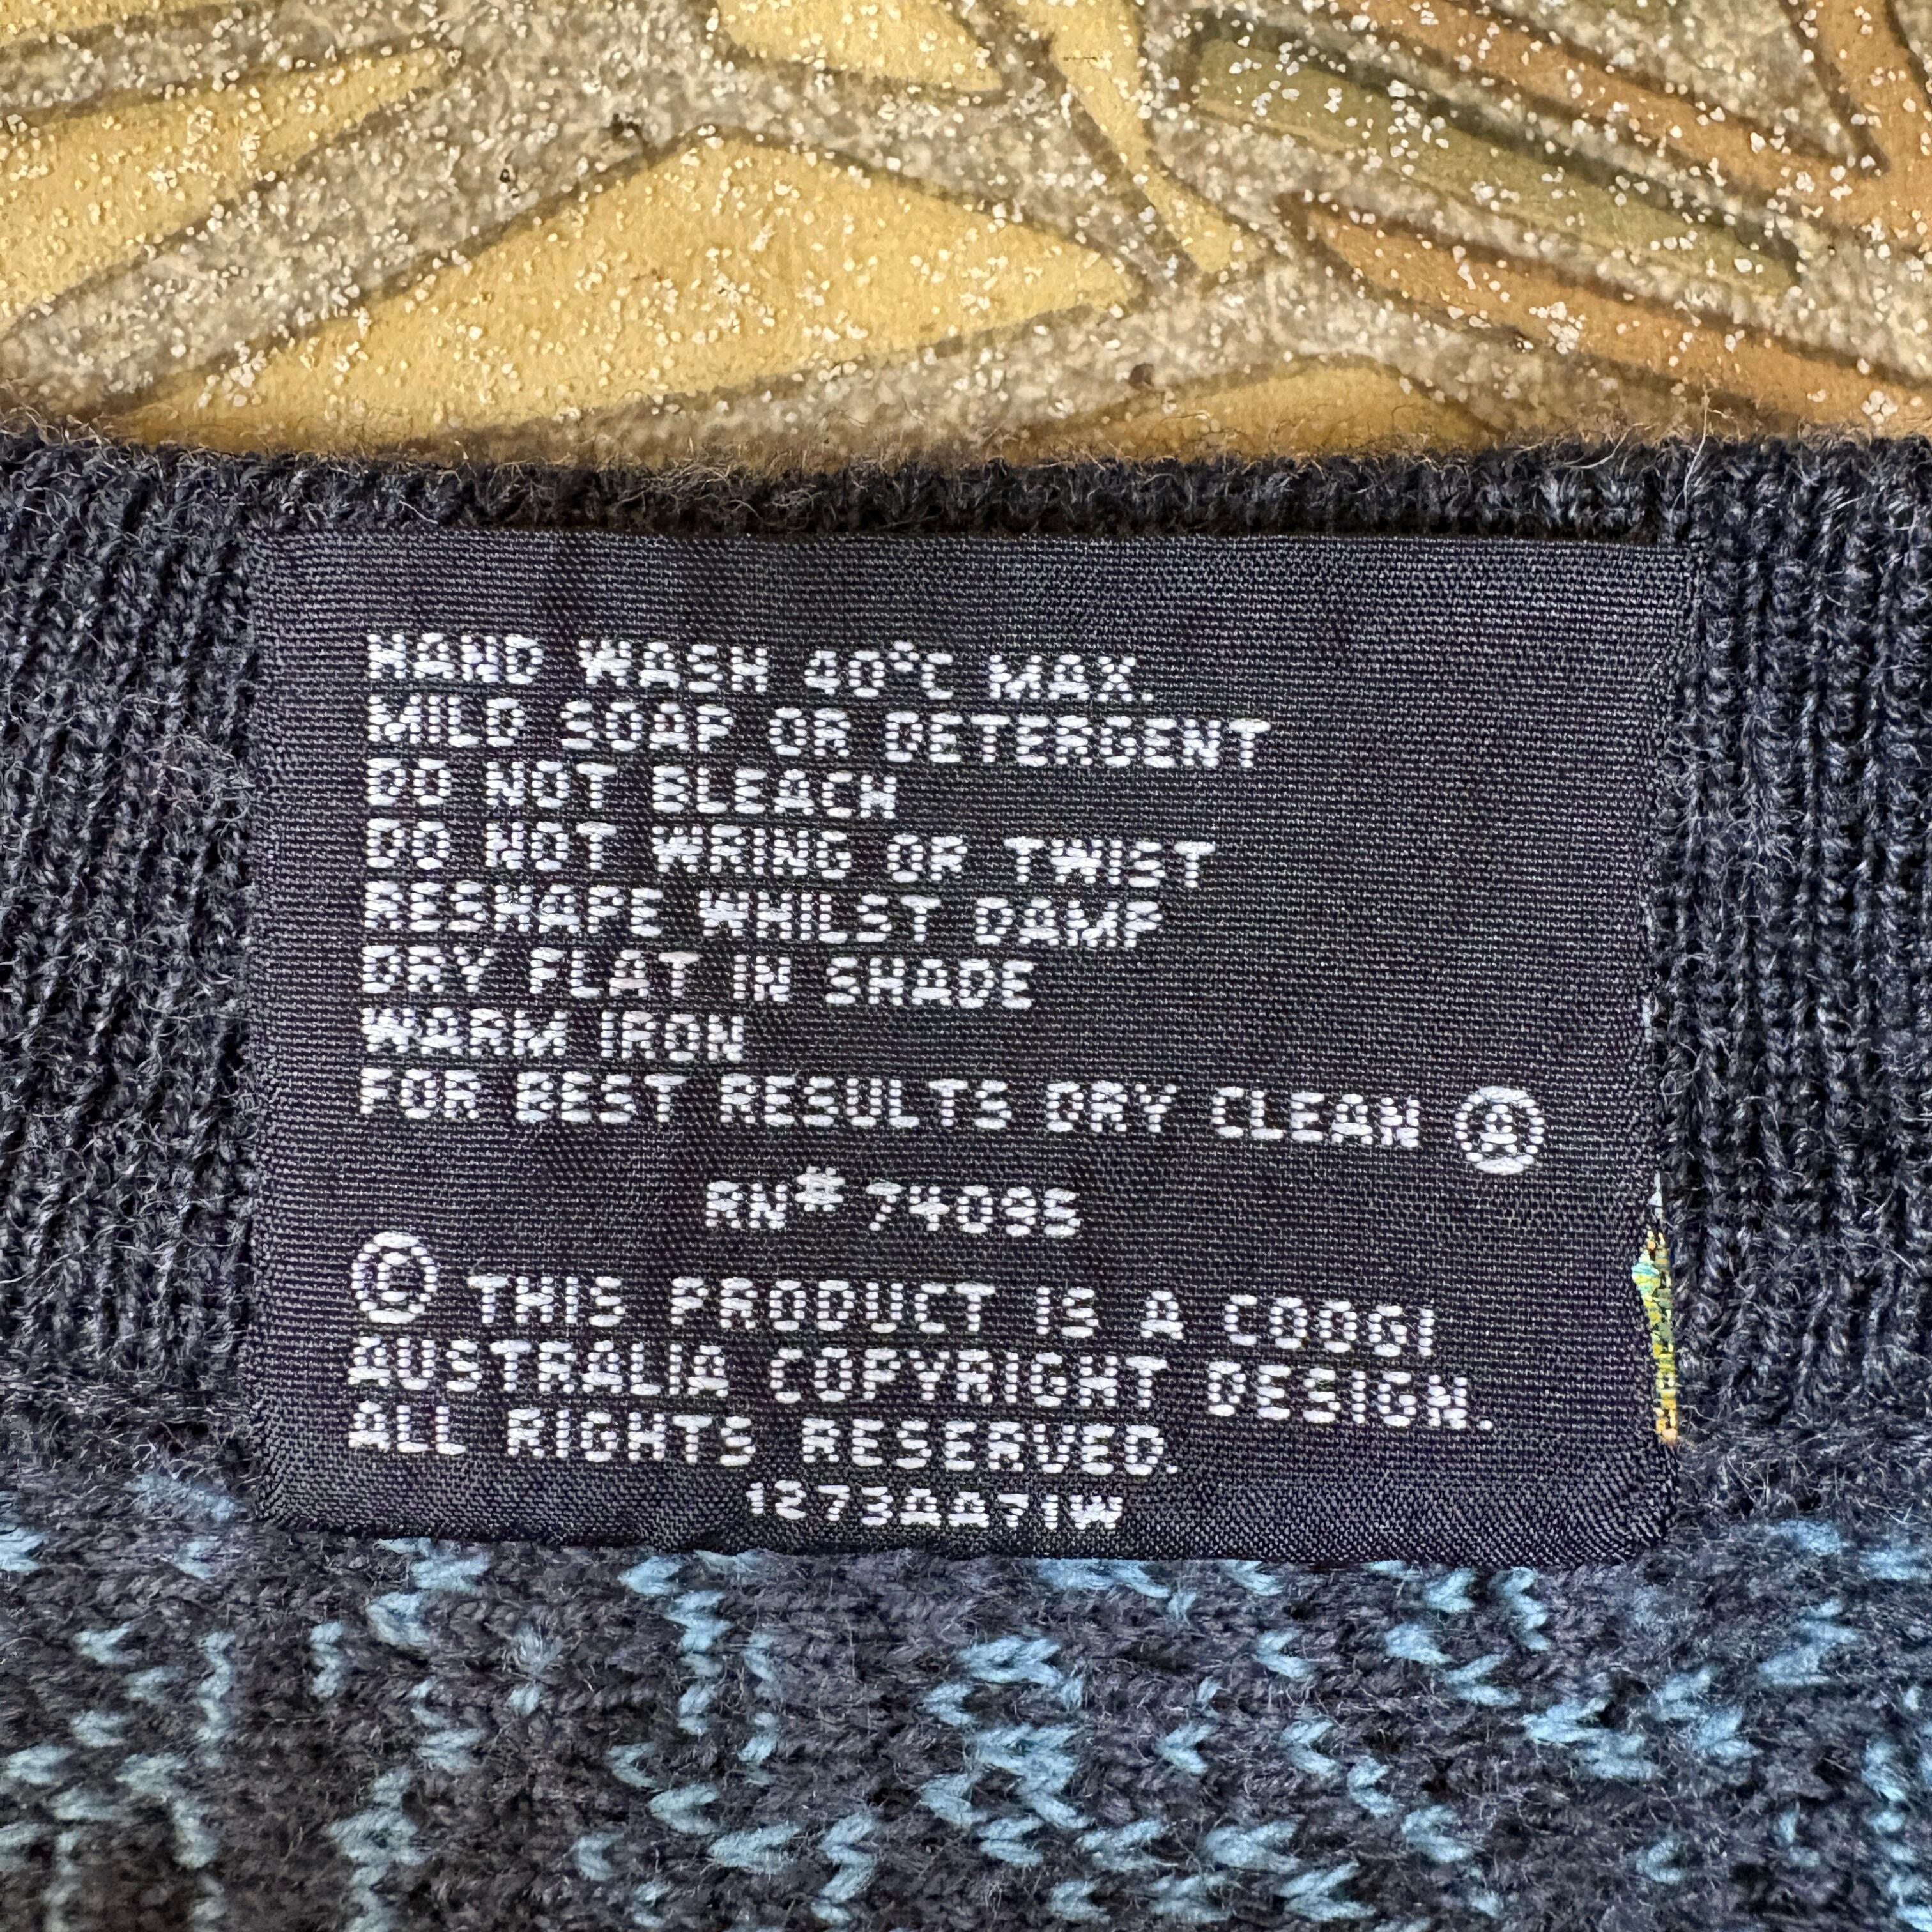 HAND WASH 40°C MAX.
MILD SOAP OR DETERGENT
DO NOT BLEACH
DO NOT WRING OR TWIST
RESHAPE WHILST DAMP
DRY FLAT IN SHADE
WARM IRON
FOR BEST RESULTS DRY CLEAN Ⓐ
RN# 74095
© THIS PRODUCT IS A COOGI
AUSTRALIA COPYRIGHT DESIGN.
ALL RIGHTS RESERVED.
1273AA71W